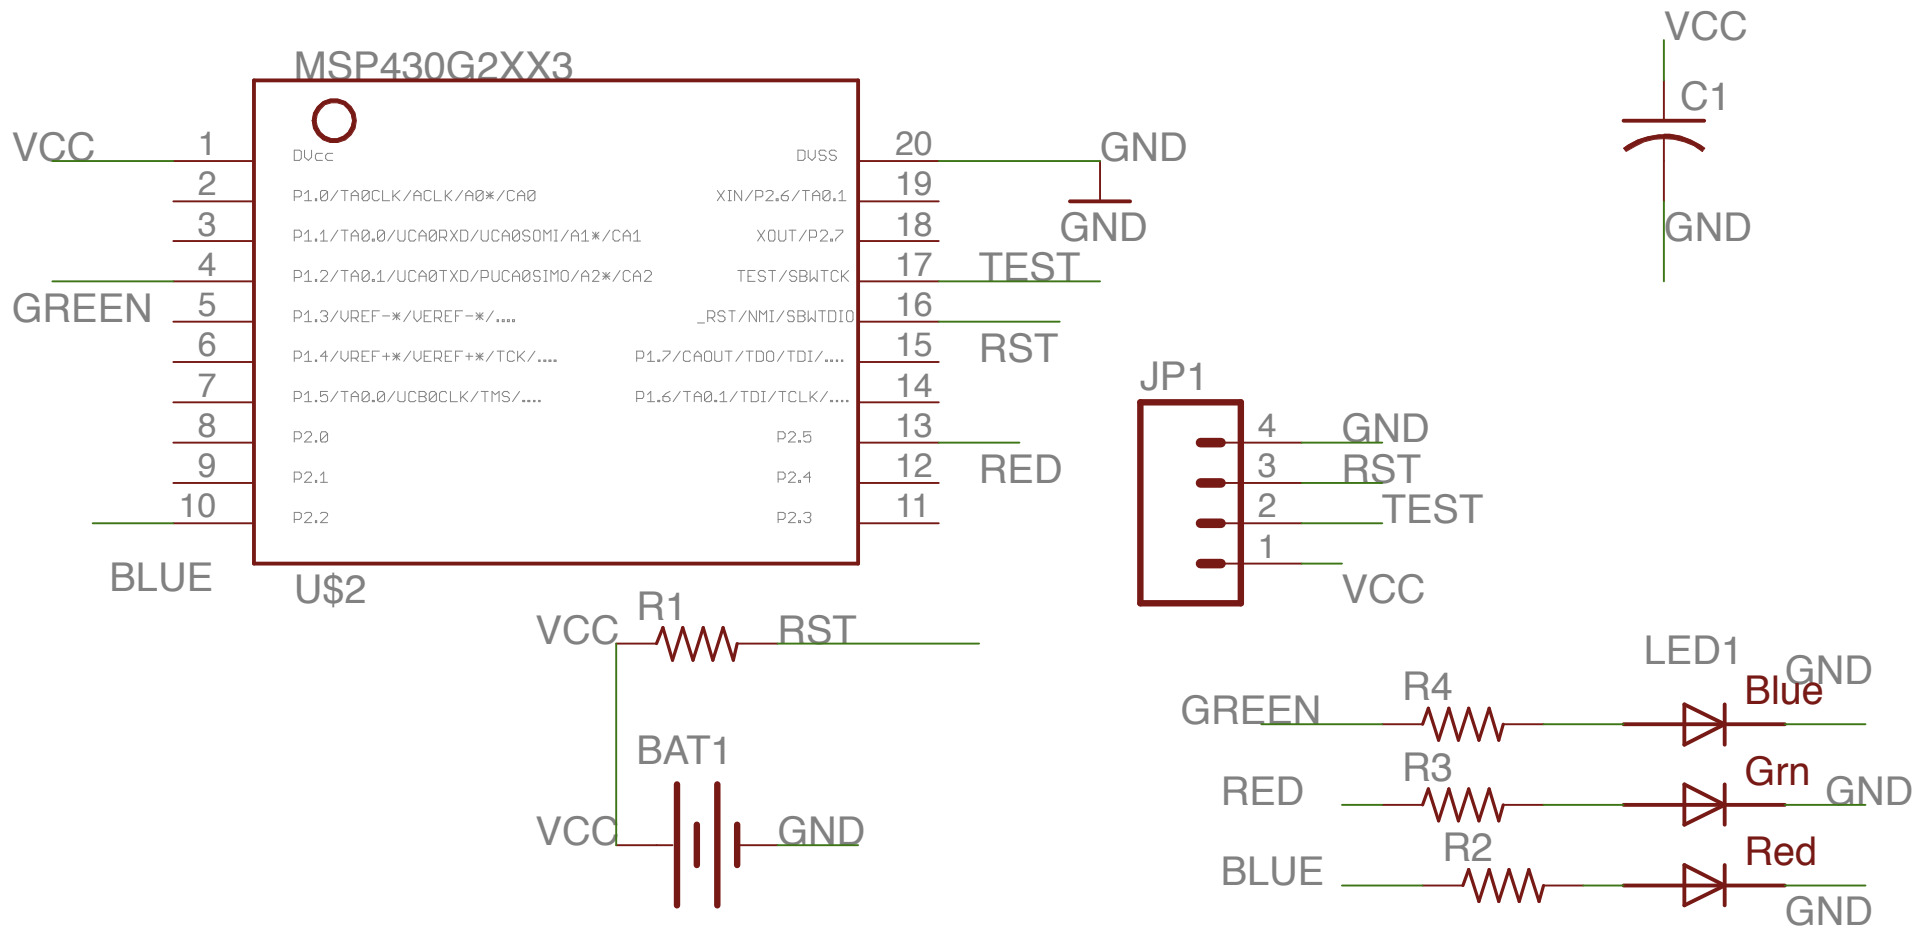 MSP430G2XX3
VCC
1
DVcc
DVSS
20
GND
2
P1.0/TA0CLK/ACLK/A0*/CA0
XIN/P2.6/TA0.1
19
GND
3
P1.1/TA0.0/UCA0RXD/UCA0SOMI/A1*/CA1
XOUT/P2.7
18
4
P1.2/TA0.1/UCA0TXD/PUCA0SIMO/A2*/CA2
TEST/SBWTCK
17
TEST
GREEN
5
P1.3/VREF-*/VEREF-*/....
_RST/NMI/SBWTDIO
16
RST
6
P1.4/VREF+*/VEREF+*/TCK/....
P1.7/CAOUT/TDO/TDI/....
15
7
P1.5/TA0.0/UCB0CLK/TMS/....
P1.6/TA0.1/TDI/TCLK/....
14
8
P2.0
P2.5
13
RED
9
P2.1
P2.4
12
10
P2.2
P2.3
11
BLUE
U$2
VCC
C1
GND
JP1
4
GND
3
RST
2
TEST
1
VCC
R1
VCC
RST
BAT1
VCC
GND
LED1
GREEN
R4
Blue
GND
RED
R3
Grn
GND
BLUE
R2
Red
GND